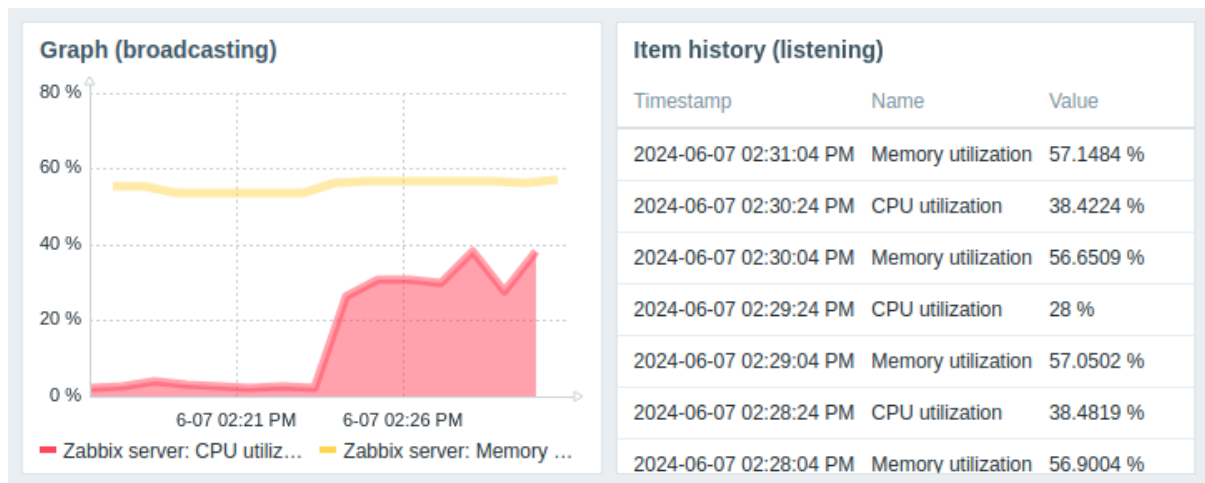 Graph (broadcasting)
80 %
60 %
40 %
20 %
0 %
6-07 02:21 PM 6-07 02:26 PM
Zabbix server: CPU utiliz... Zabbix server: Memory ...
Item history (listening)
Timestamp Name Value
2024-06-07 02:31:04 PM Memory utilization 57.1484 %
2024-06-07 02:30:24 PM CPU utilization 38.4224 %
2024-06-07 02:30:04 PM Memory utilization 56.6509 %
2024-06-07 02:29:24 PM CPU utilization 28 %
2024-06-07 02:29:04 PM Memory utilization 57.0502 %
2024-06-07 02:28:24 PM CPU utilization 38.4819 %
2024-06-07 02:28:04 PM Memory utilization 56.9004 %